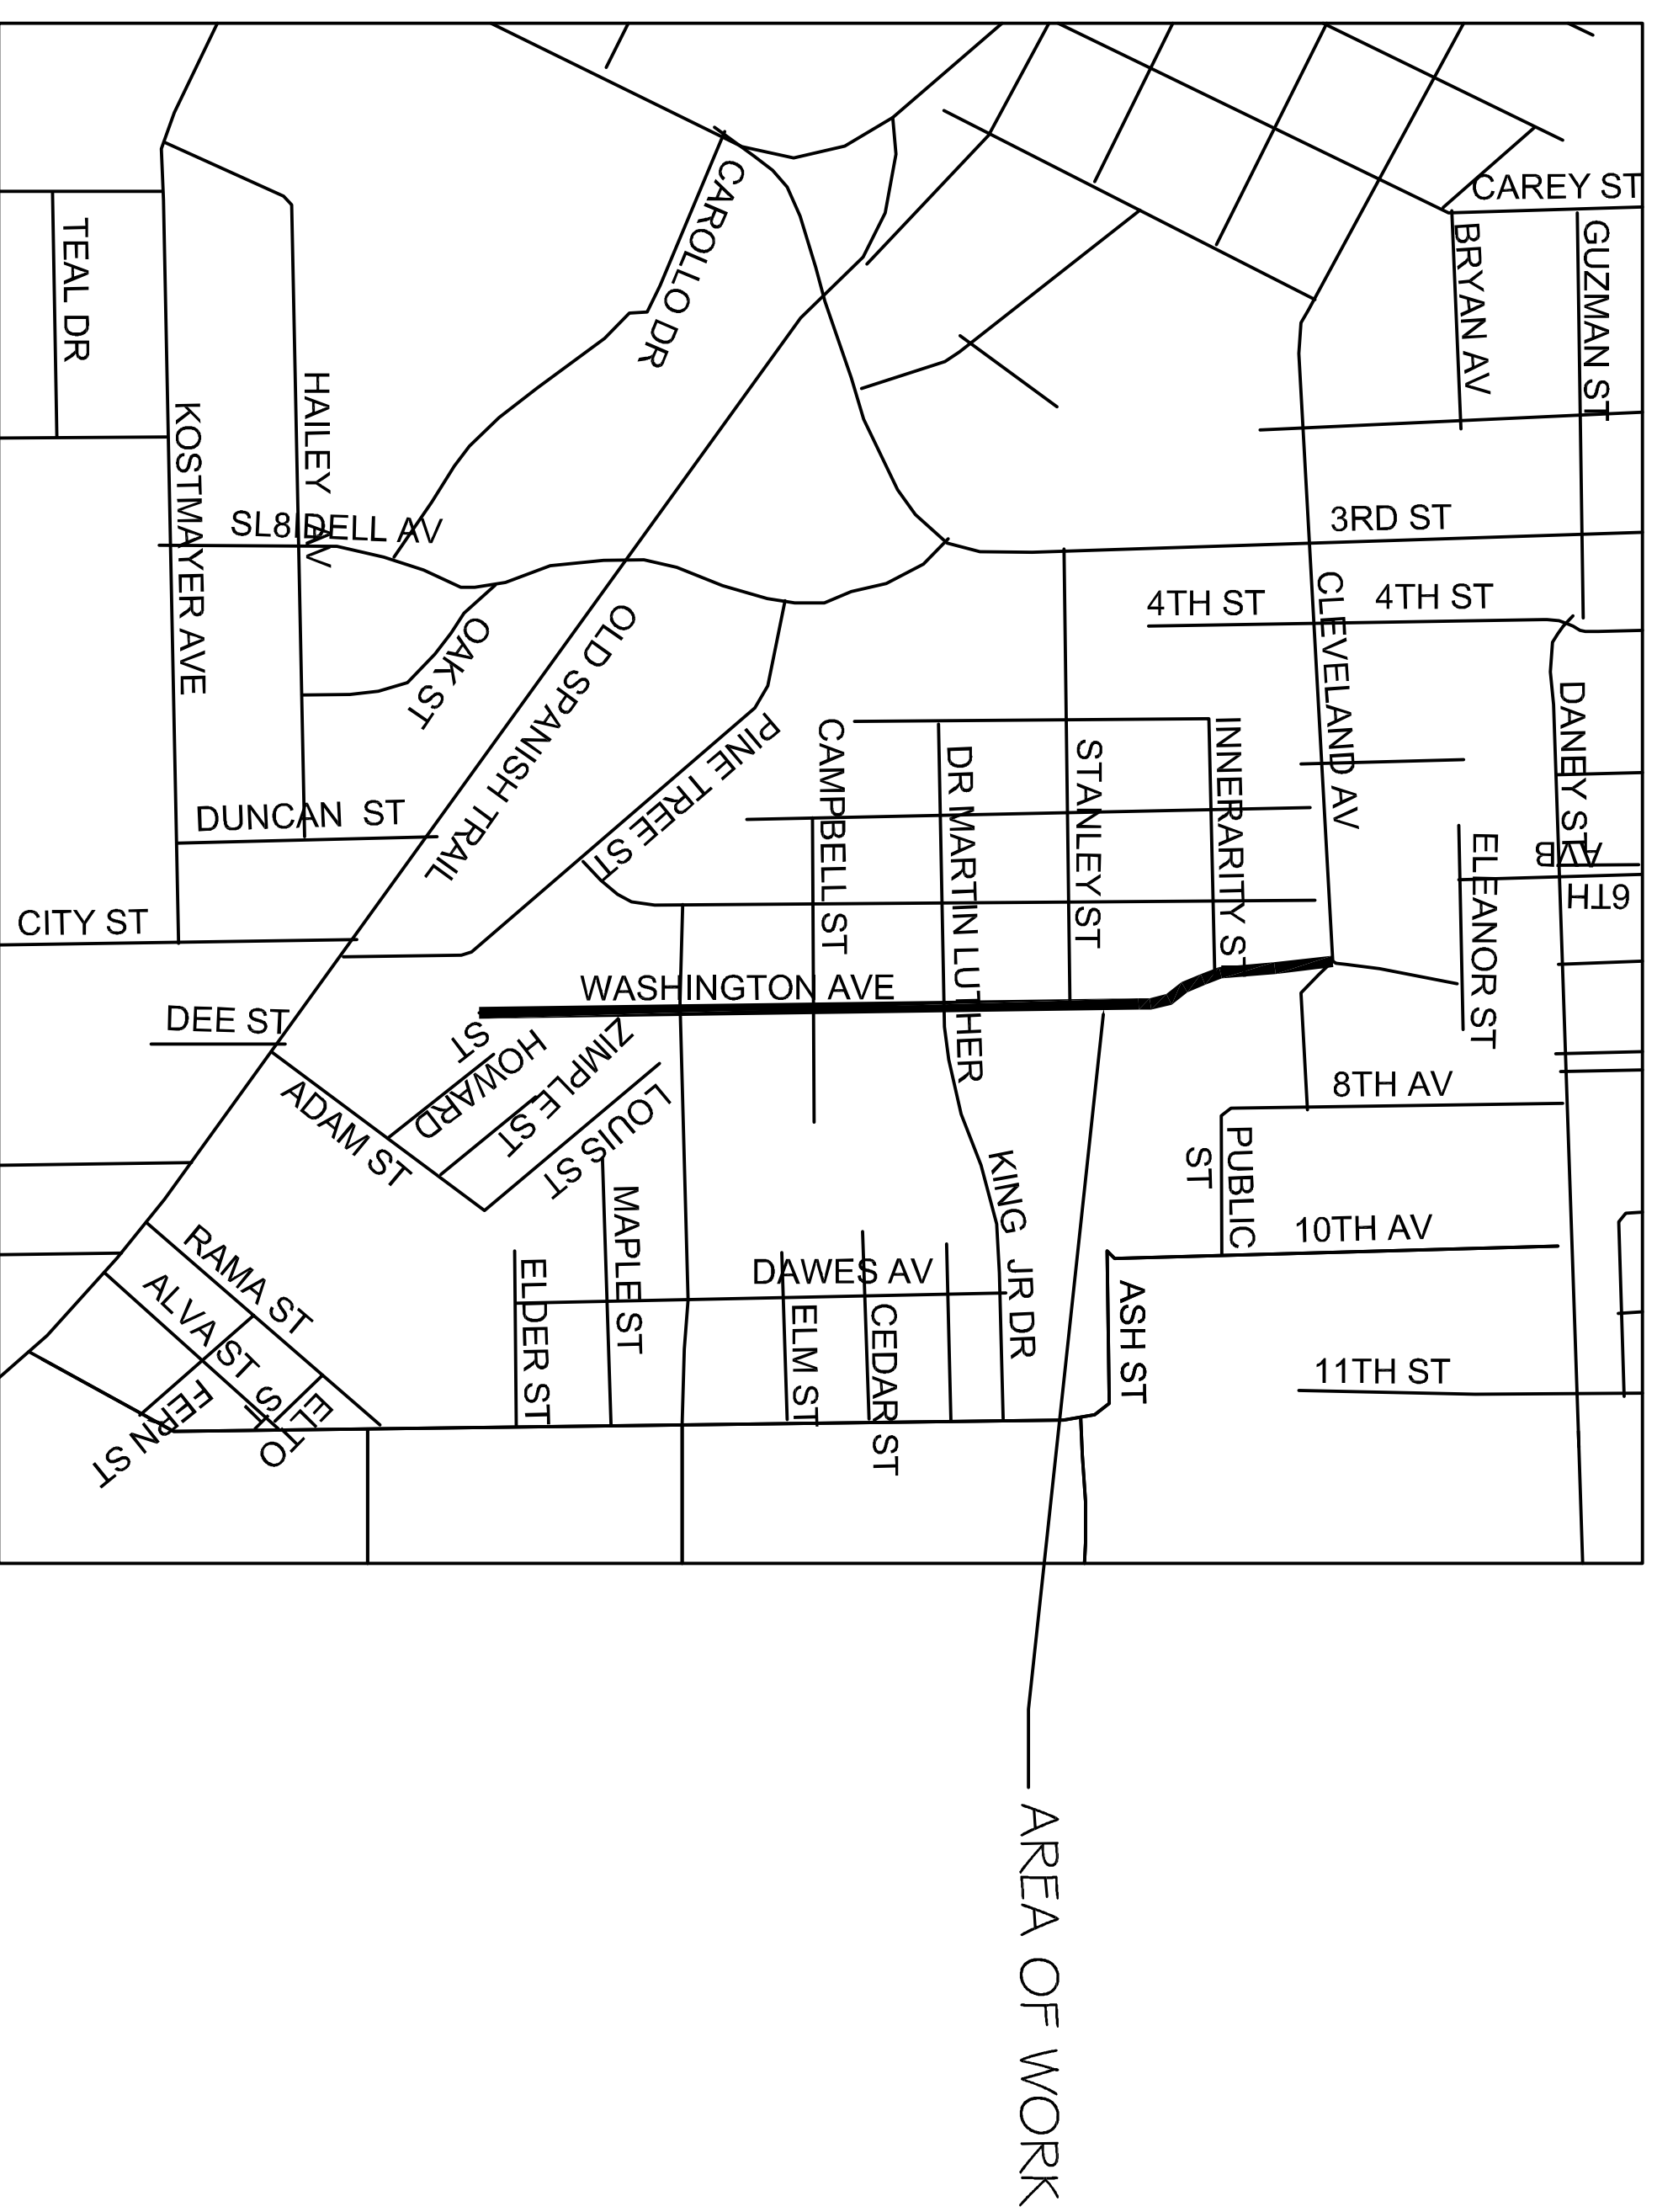 CAREY ST
GUZMAN ST
BRYAN AV
CAROLLO DR
TEAL DR
HAILEY AV
KOSTMAYER AVE
SL8IDELL AV
3RD ST
4TH ST
4TH ST
CLEVELAND AV
OAK ST
OLD SPANISH TRAIL
PINE TREE ST
CAMPBELL ST
DR MARTIN LUTHER
KING JR DR
STANLEY ST
INNERARITY ST
DANEY ST
ELEANOR ST
6TH
DUNCAN ST
CITY ST
WASHINGTON AVE
DEE ST
HOWARD
ST
ZIMPLE ST
LOUIS ST
ADAM ST
8TH AV
PUBLIC
ST
10TH AV
MAPLE ST
RAMA ST
ALVA ST
DAWES AV
ELDER ST
ELM ST
CEDAR ST
ASH ST
11TH ST
FERN ST
ELTO
ST
AREA OF WORK